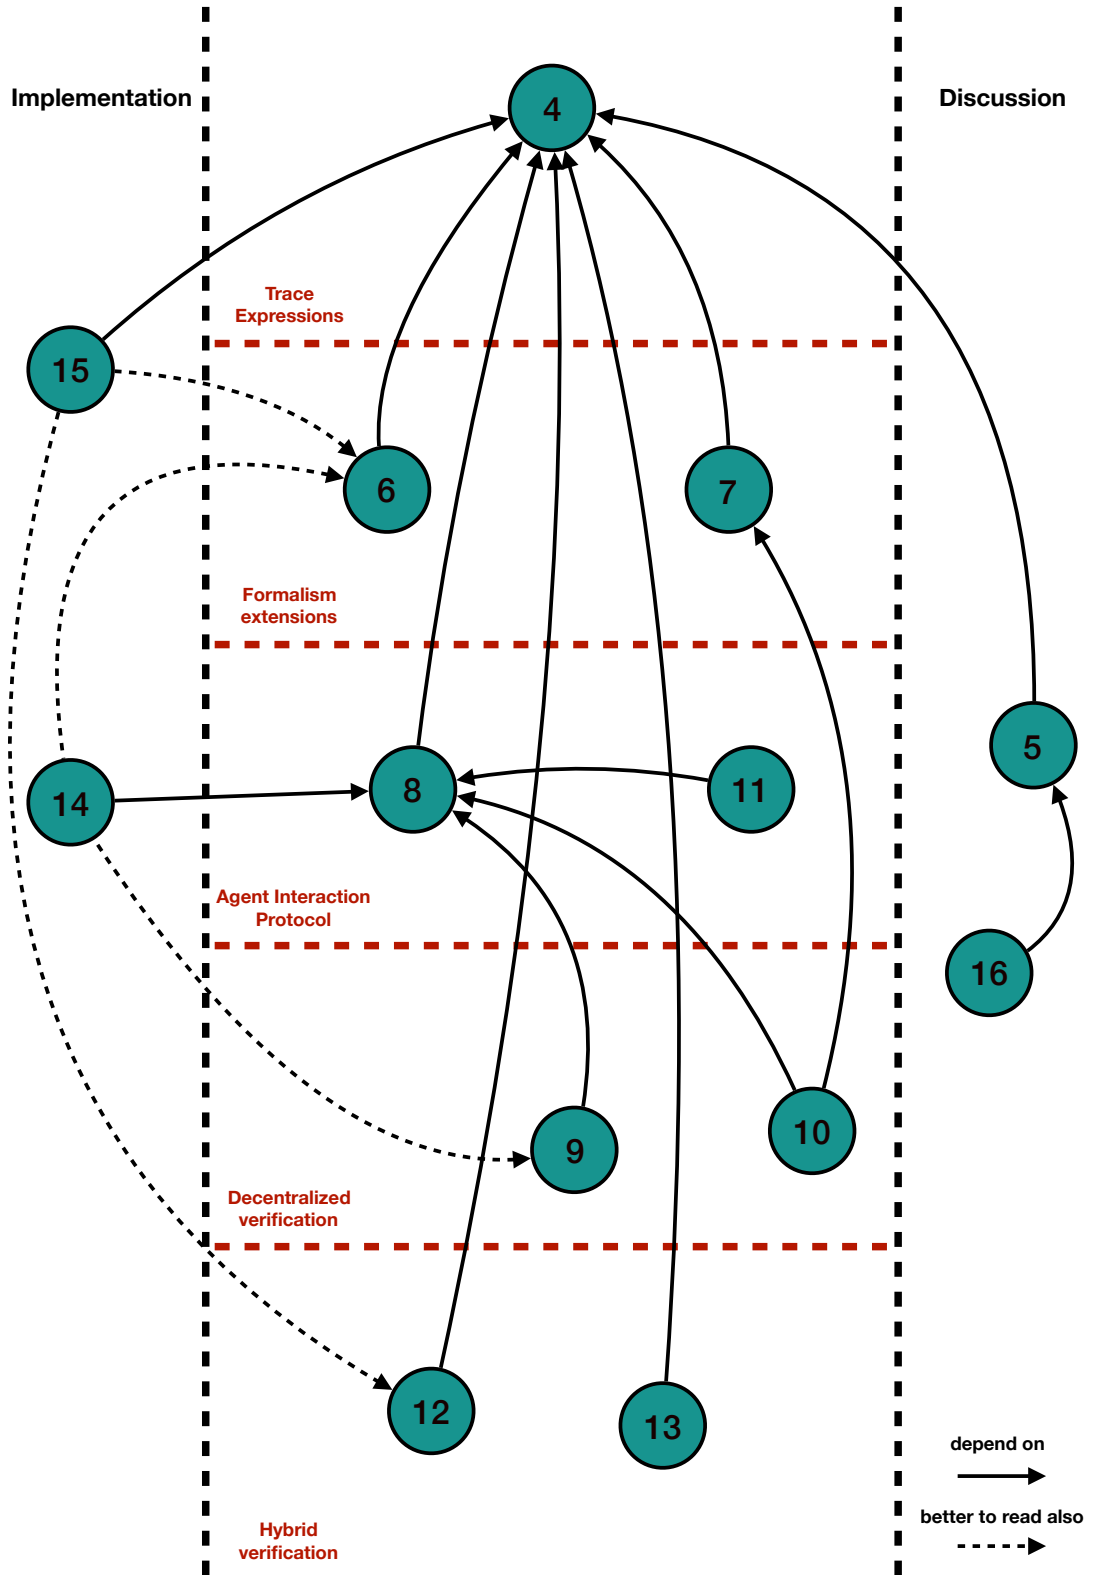 Implementation
4
Discussion
Trace
Expressions
15
6
7
Formalism
extensions
5
14
8
11
Agent Interaction
Protocol
16
10
9
Decentralized
verification
12
13
depend on
better to read also
Hybrid
verification